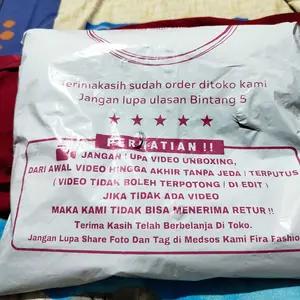 Terimakasih sudah order ditoko kami
Jangan lupa ulasan Bintang 5
PERHATIAN !!
JANGAN LUPA VIDEO UNBOXING,
DARI AWAL VIDEO HINGGA AKHIR TANPA JEDA / TERPUTUS
( VIDEO TIDAK BOLEH TERPOTONG / DI EDIT )
JIKA TIDAK ADA VIDEO
MAKA KAMI TIDAK BISA MENERIMA RETUR !!
Terima Kasih Telah Berbelanja Di Toko.
Jangan Lupa Share Foto Dan Tag di Medsos Kami Fira Fashio